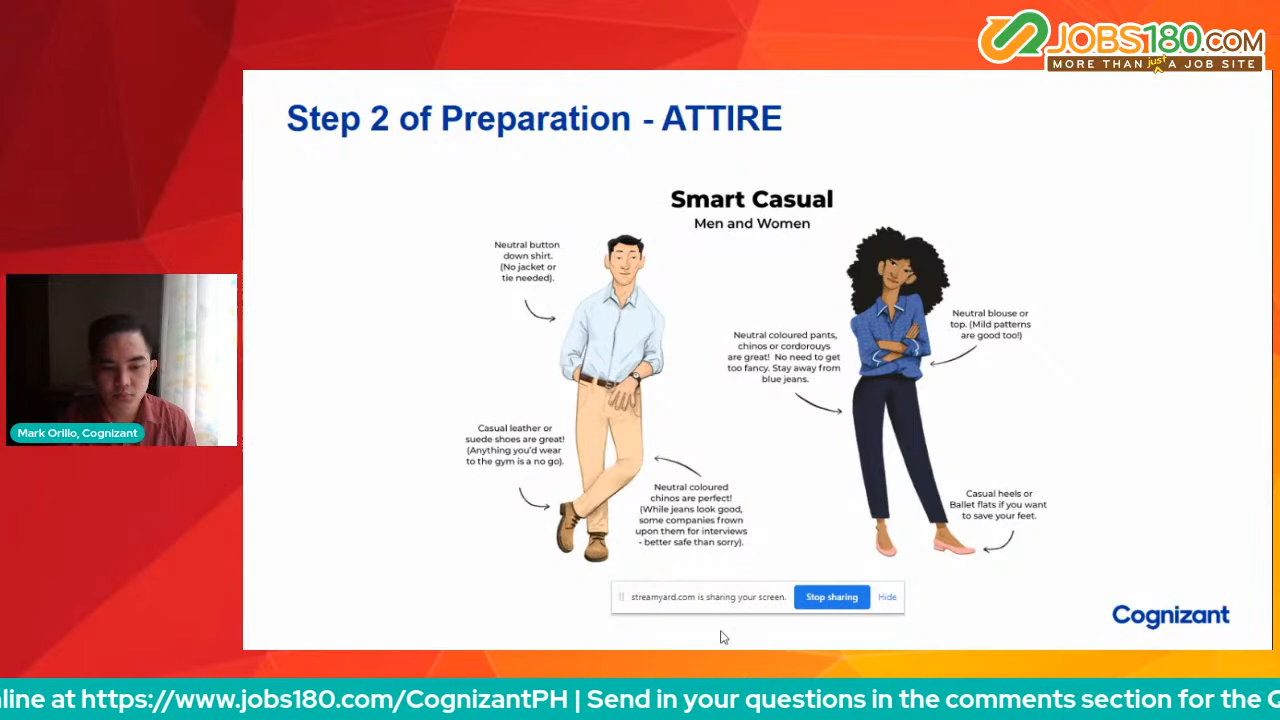 JOBS180.COM
MORE THAN just A JOB SITE
Step 2 of Preparation - ATTIRE
Smart Casual
Men and Women
Neutral button
down shirt.
(No jacket or
tie needed).
Neutral blouse or
top. (Mild patterns
are good too!)
Neutral coloured pants,
chinos or cordorouys
are great! No need to get
too fancy. Stay away from
blue jeans.
Casual leather or
suede shoes are great!
(Anything you'd wear
to the gym is a no go).
Neutral coloured
chinos are perfect!
(While jeans look good,
some companies frown
upon them for interviews
- better safe than sorry).
Casual heels or
Ballet flats if you want
to save your feet.
Mark Orillo, Cognizant
streamyard.com is sharing your screen.
Stop sharing
Hide
Cognizant
line at https://www.jobs180.com/CognizantPH | Send in your questions in the comments section for the